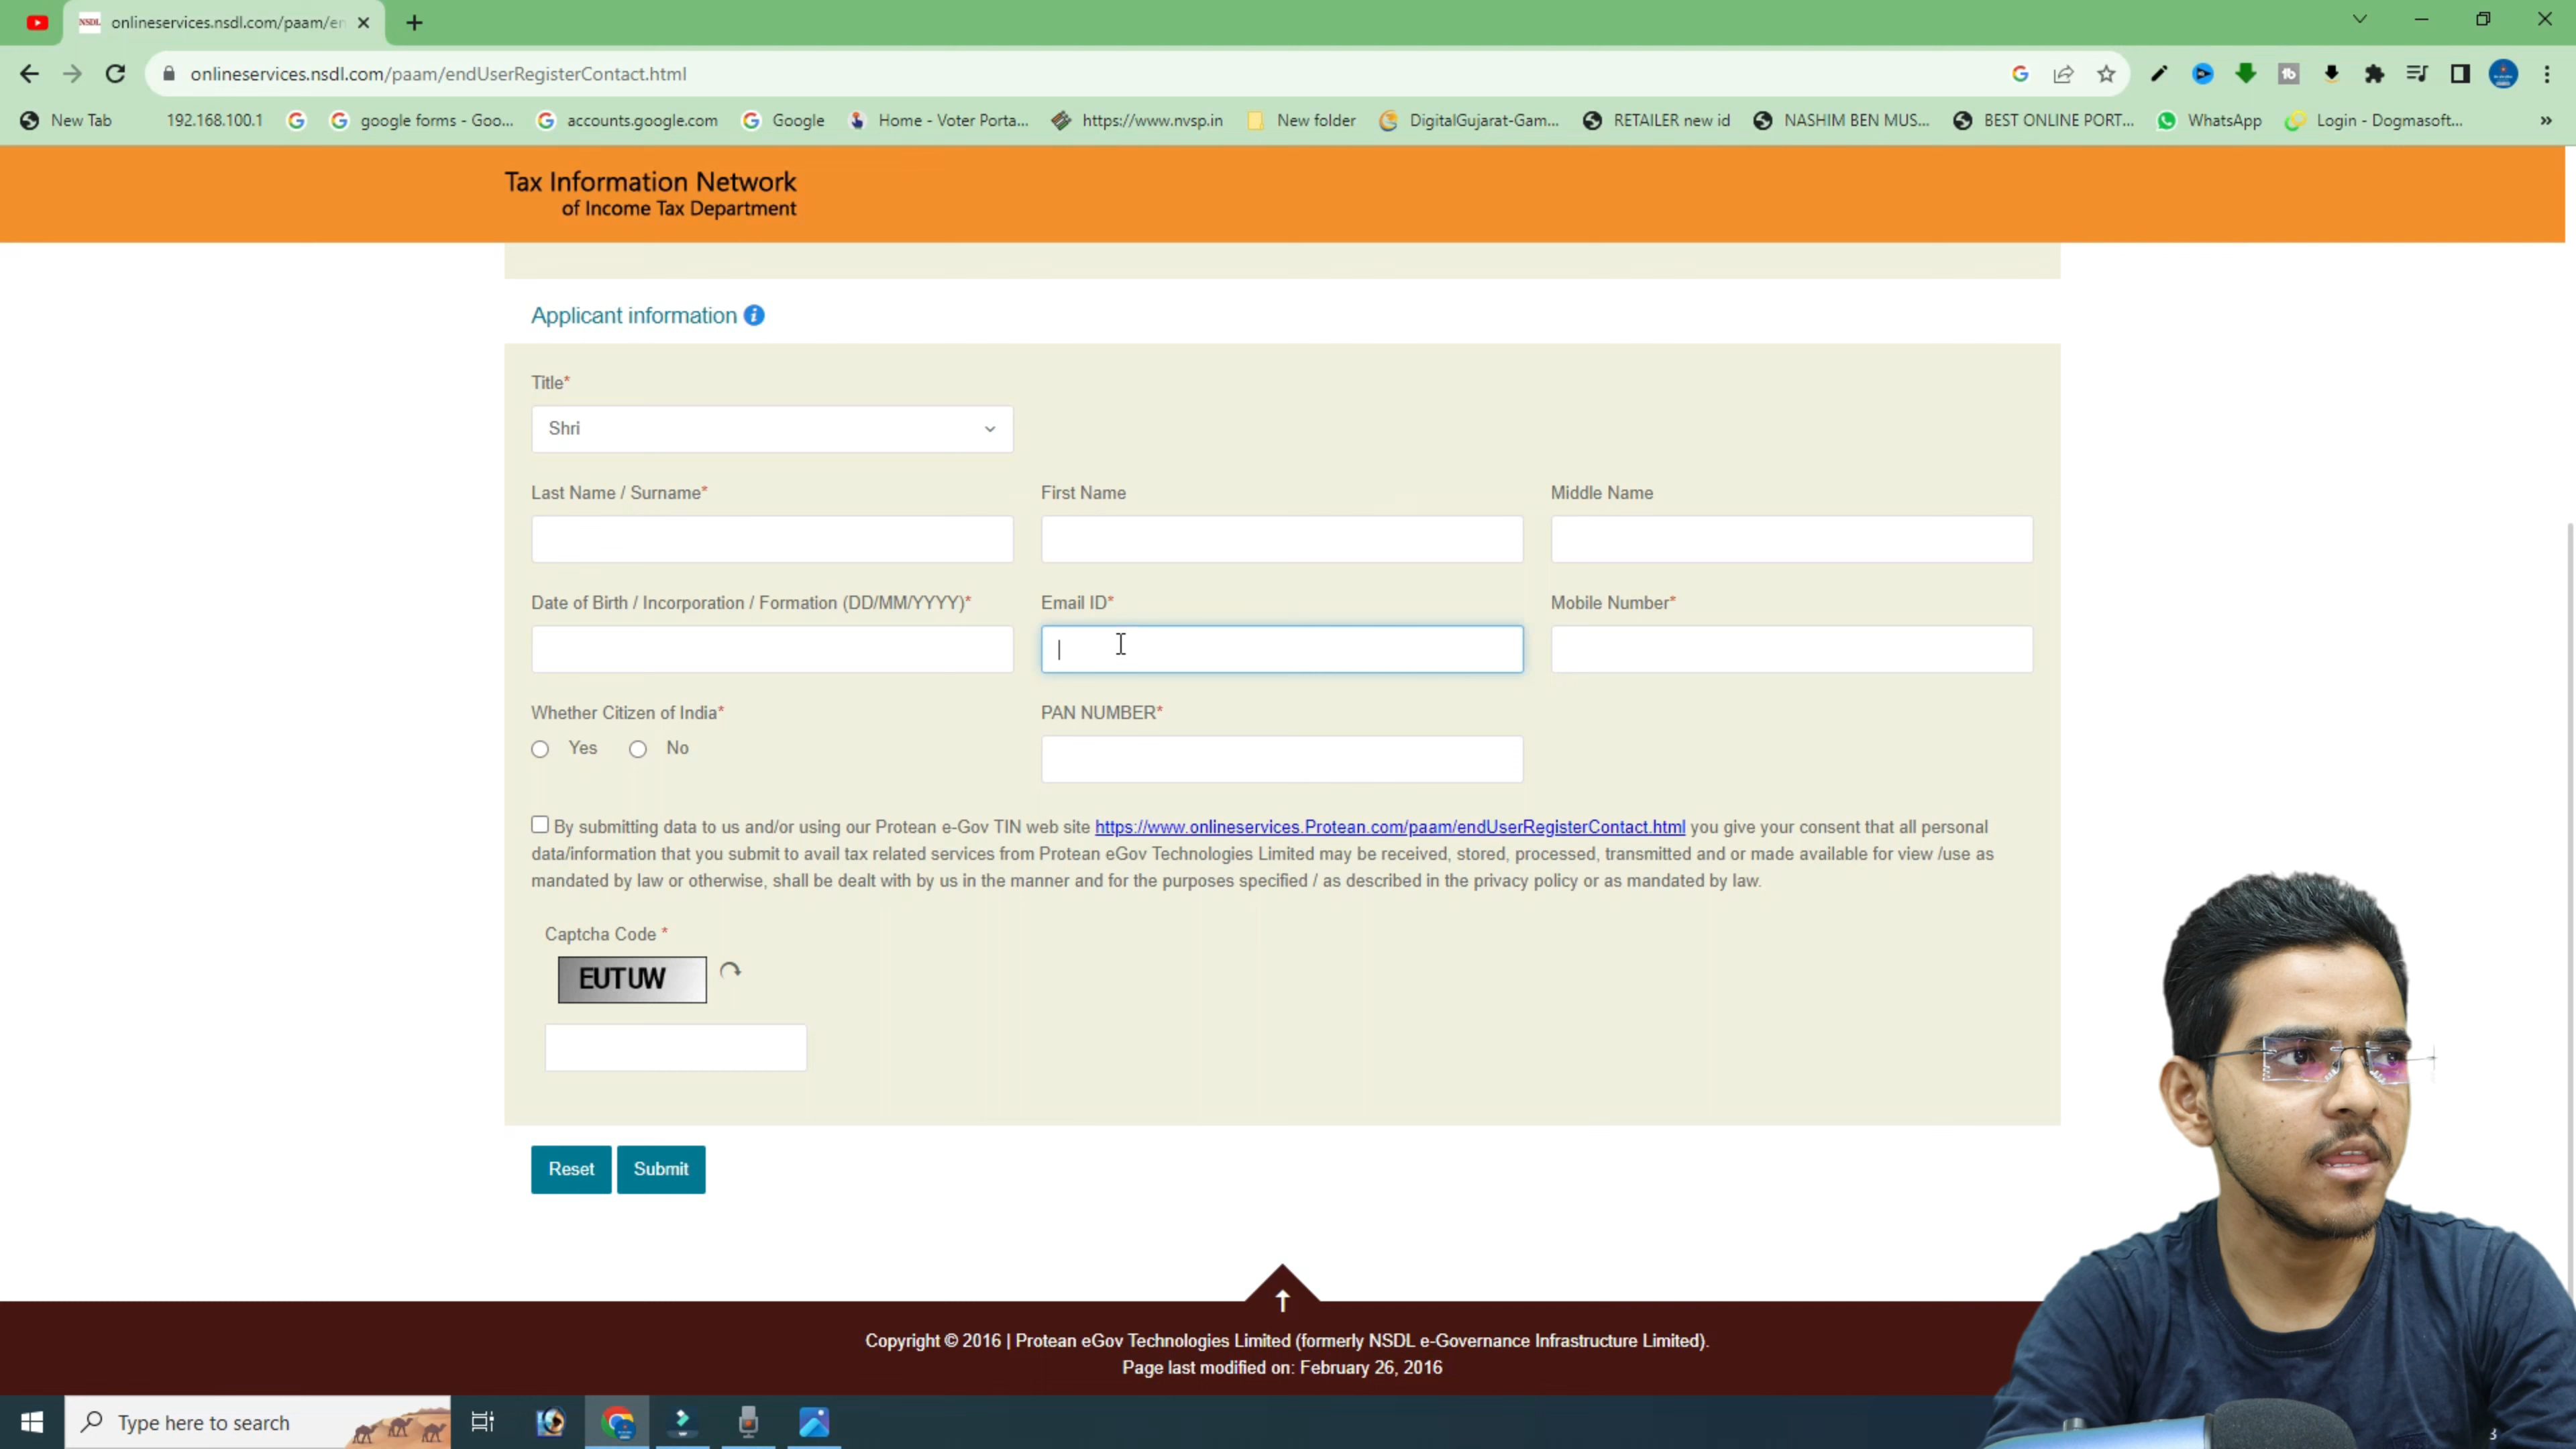 NSDL onlineservices.nsdl.com/paam/en
onlineservices.nsdl.com/paam/endUserRegisterContact.html
New Tab 192.168.100.1 google forms - Goo... accounts.google.com Google Home - Voter Porta... https://www.nvsp.in New folder DigitalGujarat-Gam... RETAILER new id NASHIM BEN MUS... BEST ONLINE PORT... WhatsApp Login - Dogmasoft... »
Tax Information Network
of Income Tax Department
Applicant information
Title*
Shri
Last Name / Surname* First Name Middle Name
Date of Birth / Incorporation / Formation (DD/MM/YYYY)* Email ID* Mobile Number*
Whether Citizen of India* PAN NUMBER*
Yes No
By submitting data to us and/or using our Protean e-Gov TIN web site https://www.onlineservices.Protean.com/paam/endUserRegisterContact.html you give your consent that all personal
data/information that you submit to avail tax related services from Protean eGov Technologies Limited may be received, stored, processed, transmitted and or made available for view /use as
mandated by law or otherwise, shall be dealt with by us in the manner and for the purposes specified / as described in the privacy policy or as mandated by law.
Captcha Code *
EUTUW
Reset Submit
Copyright © 2016 | Protean eGov Technologies Limited (formerly NSDL e-Governance Infrastructure Limited).
Page last modified on: February 26, 2016
Type here to search